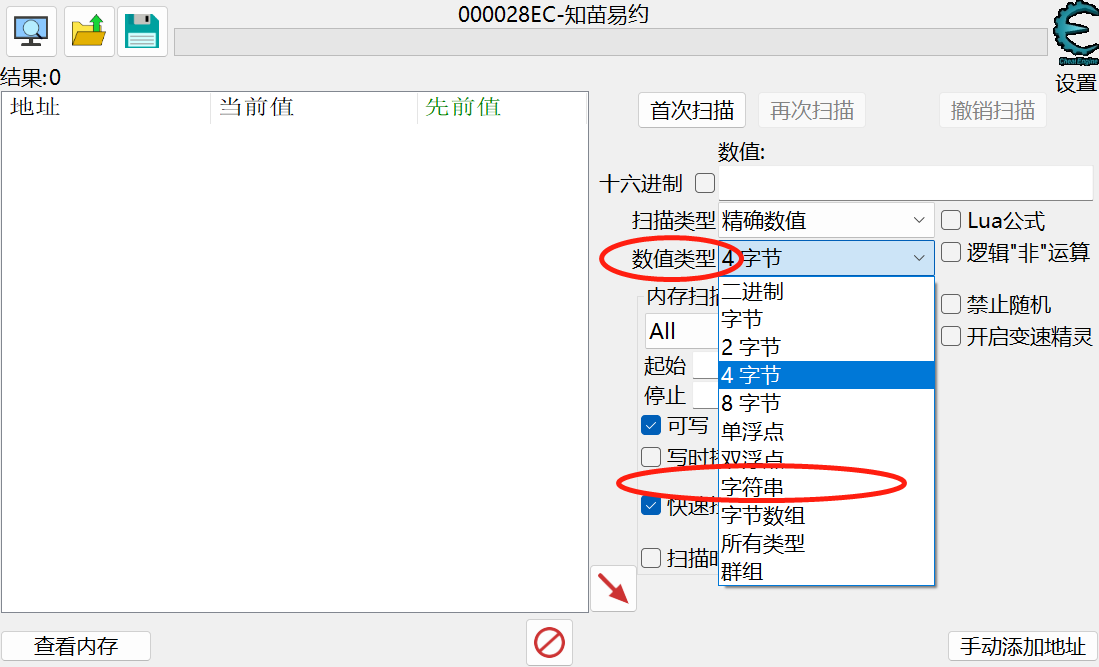 000028EC-知苗易约
Cheat Engine
结果:0
设置
地址 当前值 先前值
首次扫描 再次扫描 撤销扫描
数值:
十六进制
扫描类型 精确数值 Lua公式
数值类型 4 字节 逻辑"非"运算
二进制
内存扫描
字节 禁止随机
All
2 字节 开启变速精灵
起始
4 字节
停止
8 字节
可写
单浮点
写时
双浮点
字符串
快速
字节数组
所有类型
扫描时
群组
查看内存 手动添加地址